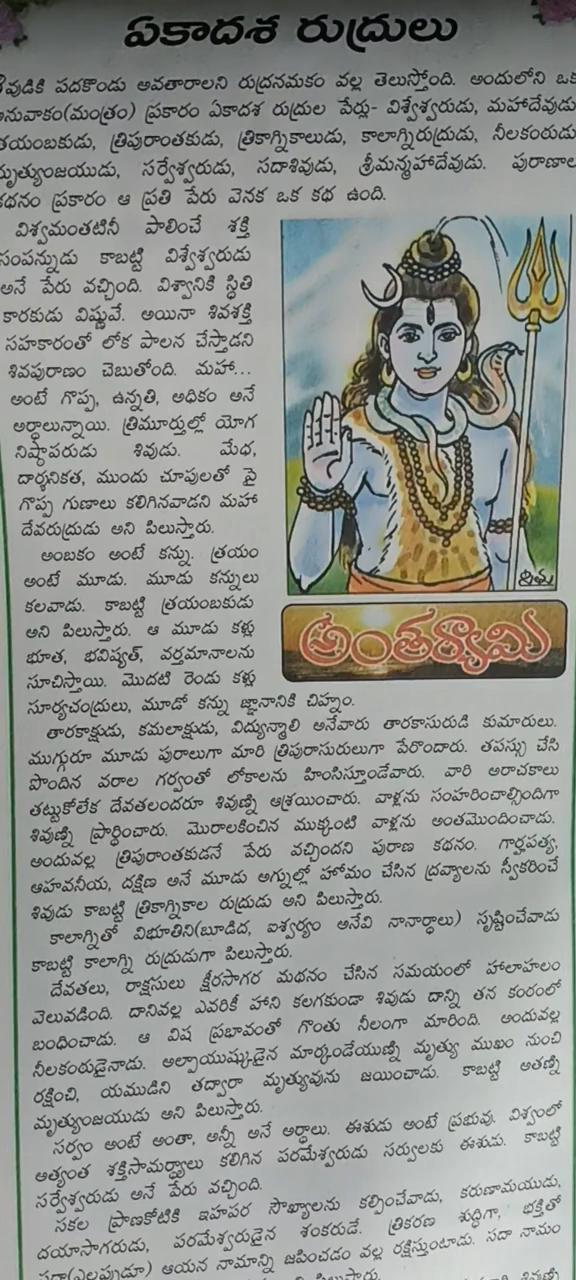 ఏకాదశ రుద్రులు
పదకొండు అవతారాలని రుద్రనమకం వల్ల తెలుస్తోంది. అందులోని ఒక
అనువాకం(మంత్రం) ప్రకారం ఏకాదశ రుద్రుల పేర్లు- విశ్వేశ్వరుడు, మహాదేవుడు,
త్రయంబకుడు, త్రిపురాంతకుడు, త్రికాగ్నికాలుడు, కాలాగ్నిరుద్రుడు, నీలకంఠుడు,
మృత్యుంజయుడు, సర్వేశ్వరుడు, సదాశివుడు, శ్రీమన్మహాదేవుడు. పురాణాల
కథనం ప్రకారం ఆ ప్రతి పేరు వెనక ఒక కథ ఉంది.
విశ్వమంతటినీ పాలించే శక్తి
సంపన్నుడు కాబట్టి విశ్వేశ్వరుడు
అనే పేరు వచ్చింది. విశ్వానికి స్థితి
కారకుడు విష్ణువే. అయినా శివశక్తి
సహకారంతో లోక పాలన చేస్తాడని
శివపురాణం చెబుతోంది. మహా...
అంటే గొప్ప, ఉన్నతి, అధికం అనే
అర్థాలున్నాయి. త్రిమూర్తుల్లో యోగ
నిష్ఠాపరుడు శివుడు. మేధ,
దార్శనికత, ముందు చూపులతో పై
గొప్ప గుణాలు కలిగినవాడని మహా
దేవరుద్రుడు అని పిలుస్తారు.
అంబకం అంటే కన్ను. త్రయం
అంటే మూడు. మూడు కన్నులు
కలవాడు. కాబట్టి త్రయంబకుడు
అని పిలుస్తారు. ఆ మూడు కళ్లు
భూత, భవిష్యత్, వర్తమానాలను
సూచిస్తాయి. మొదటి రెండు కళ్లు
సూర్యచంద్రులు, మూడో కన్ను జ్ఞానానికి చిహ్నం.
అంతర్యామి
తారకాక్షుడు, కమలాక్షుడు, విద్యున్మాలి అనేవారు తారకాసురుడి కుమారులు.
ముగ్గురూ మూడు పురాలుగా మారి త్రిపురాసురులుగా పేరొందారు. తపస్సు చేసి
పొందిన వరాల గర్వంతో లోకాలను హింసిస్తూండేవారు. వారి అరాచకాలు
తట్టుకోలేక దేవతలందరూ శివుణ్ని ఆశ్రయించారు. వాళ్లను సంహరించాల్సిందిగా
శివుణ్ని ప్రార్థించారు. మొరాలకించిన ముక్కంటి వాళ్లను అంతమొందించాడు.
అందువల్ల త్రిపురాంతకుడనే పేరు వచ్చిందని పురాణ కథనం. గార్హపత్య,
ఆహవనీయ, దక్షిణ అనే మూడు అగ్నుల్లో హోమం చేసిన ద్రవ్యాలను స్వీకరించే
శివుడు కాబట్టి త్రికాగ్నికాల రుద్రుడు అని పిలుస్తారు.
కాలాగ్నితో విభూతిని(బూడిద, ఐశ్వర్యం అనేవి నానార్థాలు) సృష్టించేవాడు
కాబట్టి కాలాగ్ని రుద్రుడుగా పిలుస్తారు.
దేవతలు, రాక్షసులు క్షీరసాగర మథనం చేసిన సమయంలో హాలాహలం
వెలువడింది. దానివల్ల ఎవరికీ హాని కలగకుండా శివుడు దాన్ని తన కంఠంలో
బంధించాడు. ఆ విష ప్రభావంతో గొంతు నీలంగా మారింది. అందువల్ల
నీలకంఠుడైనాడు. అల్పాయుష్కుడైన మార్కండేయుణ్ని మృత్యు ముఖం నుంచి
రక్షించి, యముడిని తద్వారా మృత్యువును జయించాడు. కాబట్టి అతణ్ని
మృత్యుంజయుడు అని పిలుస్తారు.
సర్వం అంటే అంతా, అన్నీ అనే అర్థాలు. ఈశుడు అంటే ప్రభువు. విశ్వంలో
అత్యంత శక్తిసామర్థ్యాలు కలిగిన పరమేశ్వరుడు సర్వులకు ఈశుడు. కాబట్టి
సర్వేశ్వరుడు అనే పేరు వచ్చింది.
సకల ప్రాణకోటికి ఇహపర సౌఖ్యాలను కల్పించేవాడు, కరుణామయుడు,
దయాసాగరుడు, పరమేశ్వరుడైన శంకరుడే. త్రికరణ శుద్ధిగా, భక్తితో
సదా(ఎల్లప్పుడూ) ఆయన నామాన్ని జపించడం వల్ల రక్షిస్తుంటాడు. సదా నామం